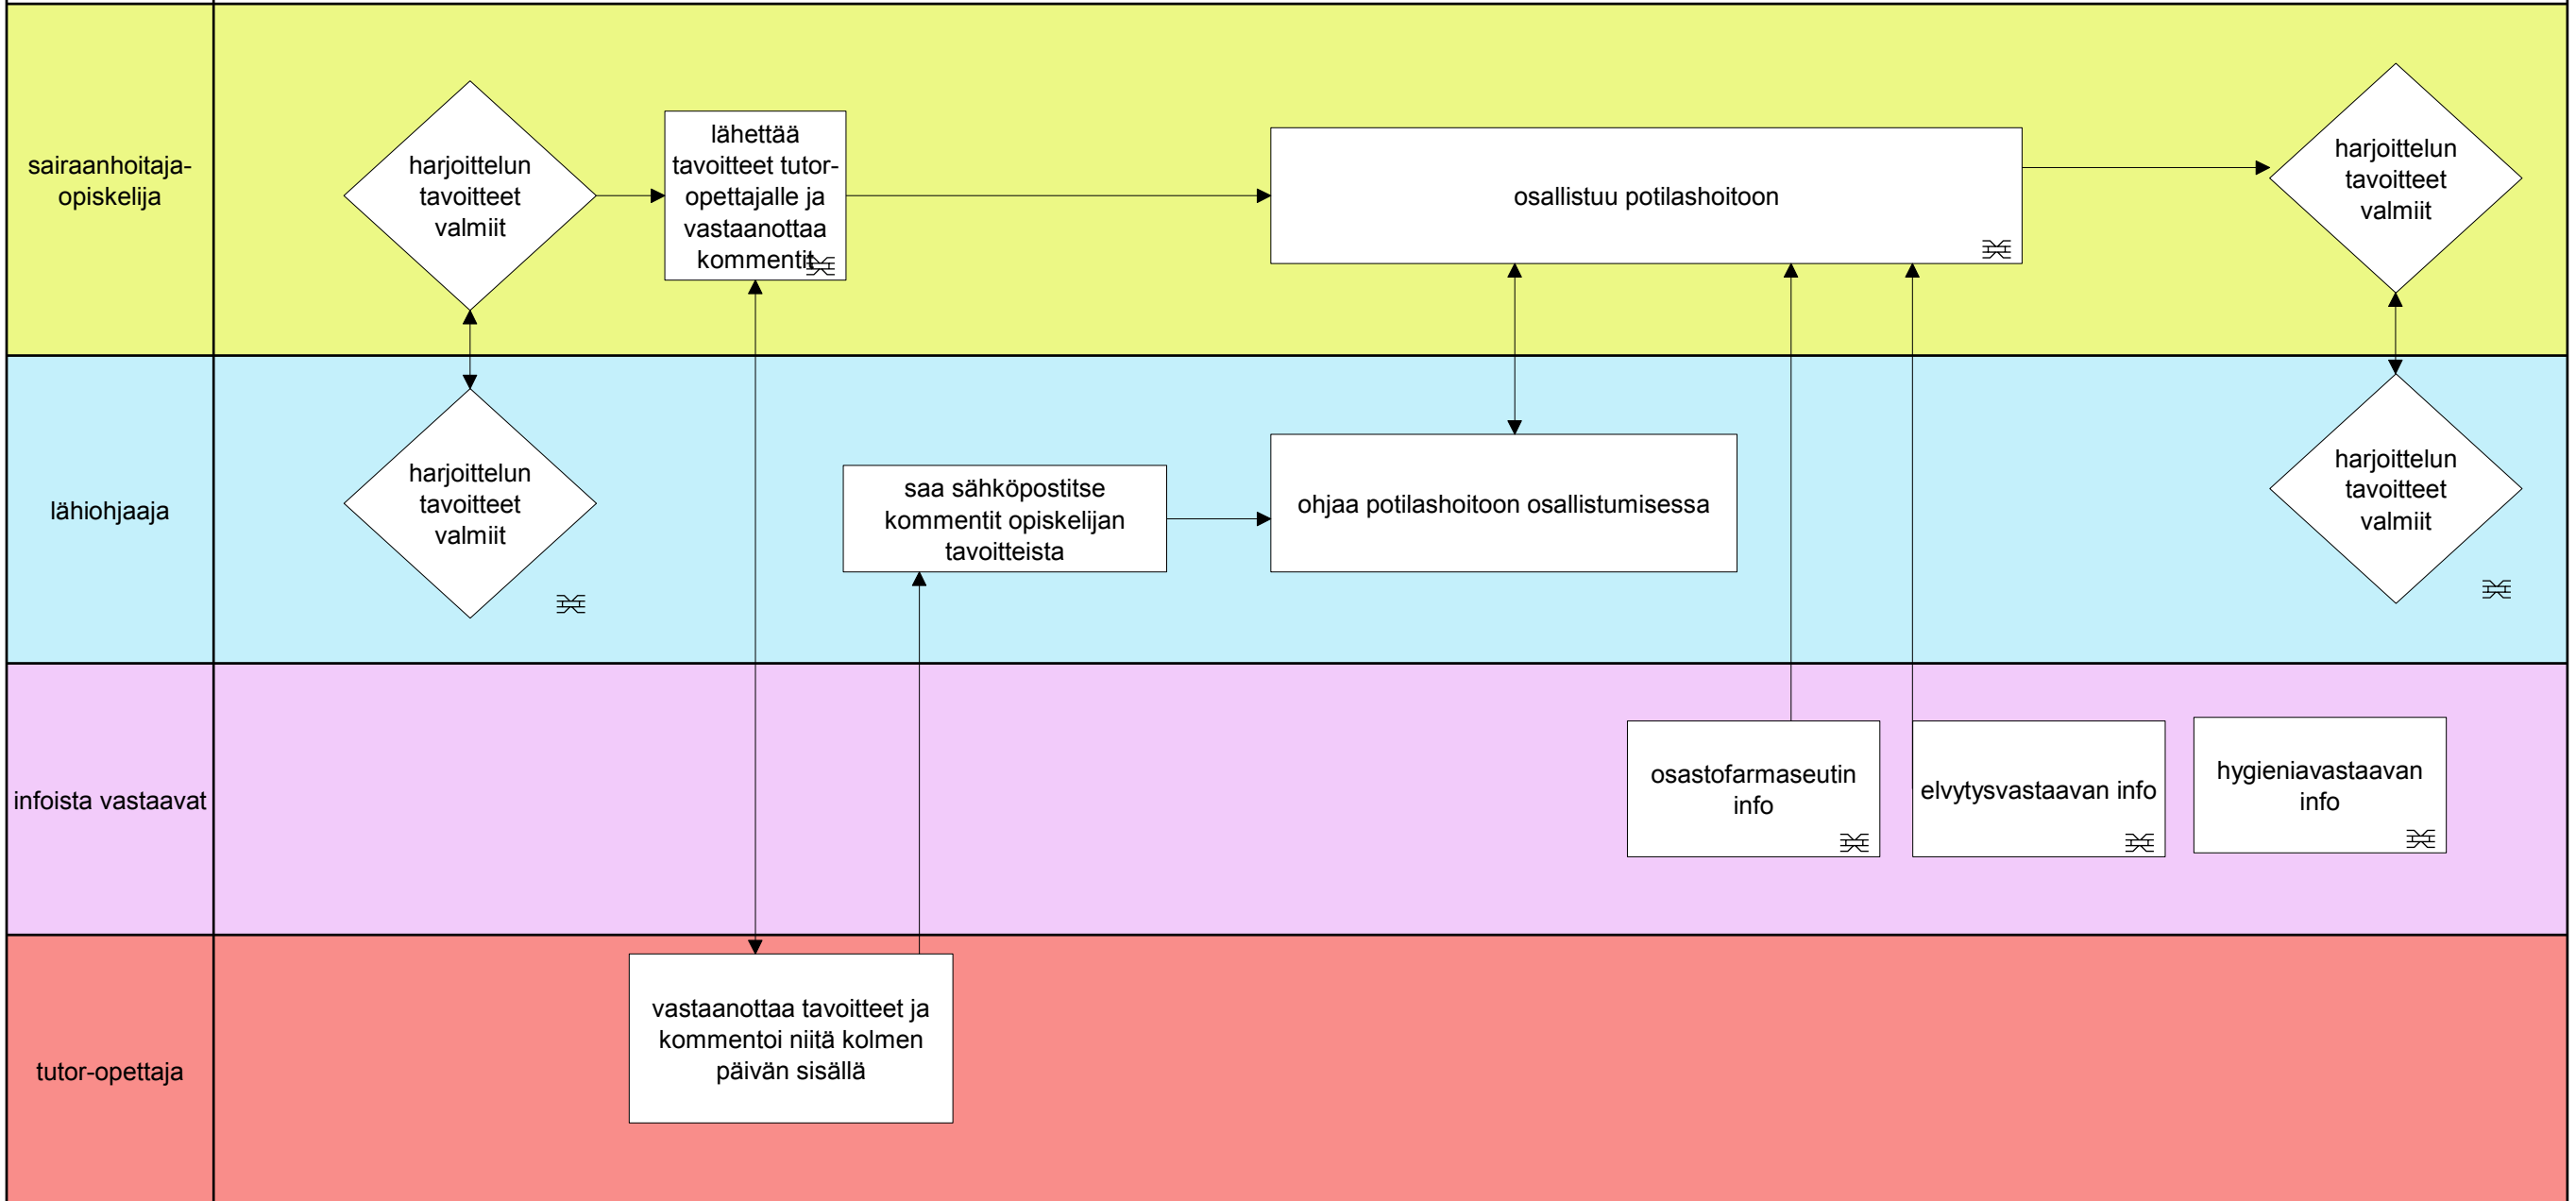 sairaanhoitaja-
opiskelija
harjoittelun
tavoitteet
valmiit
lähettää
tavoitteet tutor-
opettajalle ja
vastaanottaa
kommentit
osallistuu potilashoitoon
harjoittelun
tavoitteet
valmiit
lähiohjaaja
harjoittelun
tavoitteet
valmiit
saa sähköpostitse
kommentit opiskelijan
tavoitteista
ohjaa potilashoitoon osallistumisessa
harjoittelun
tavoitteet
valmiit
infoista vastaavat
osastofarmaseutin
info
elvytysvastaavan info
hygieniavastaavan
info
tutor-opettaja
vastaanottaa tavoitteet ja
kommentoi niitä kolmen
päivän sisällä